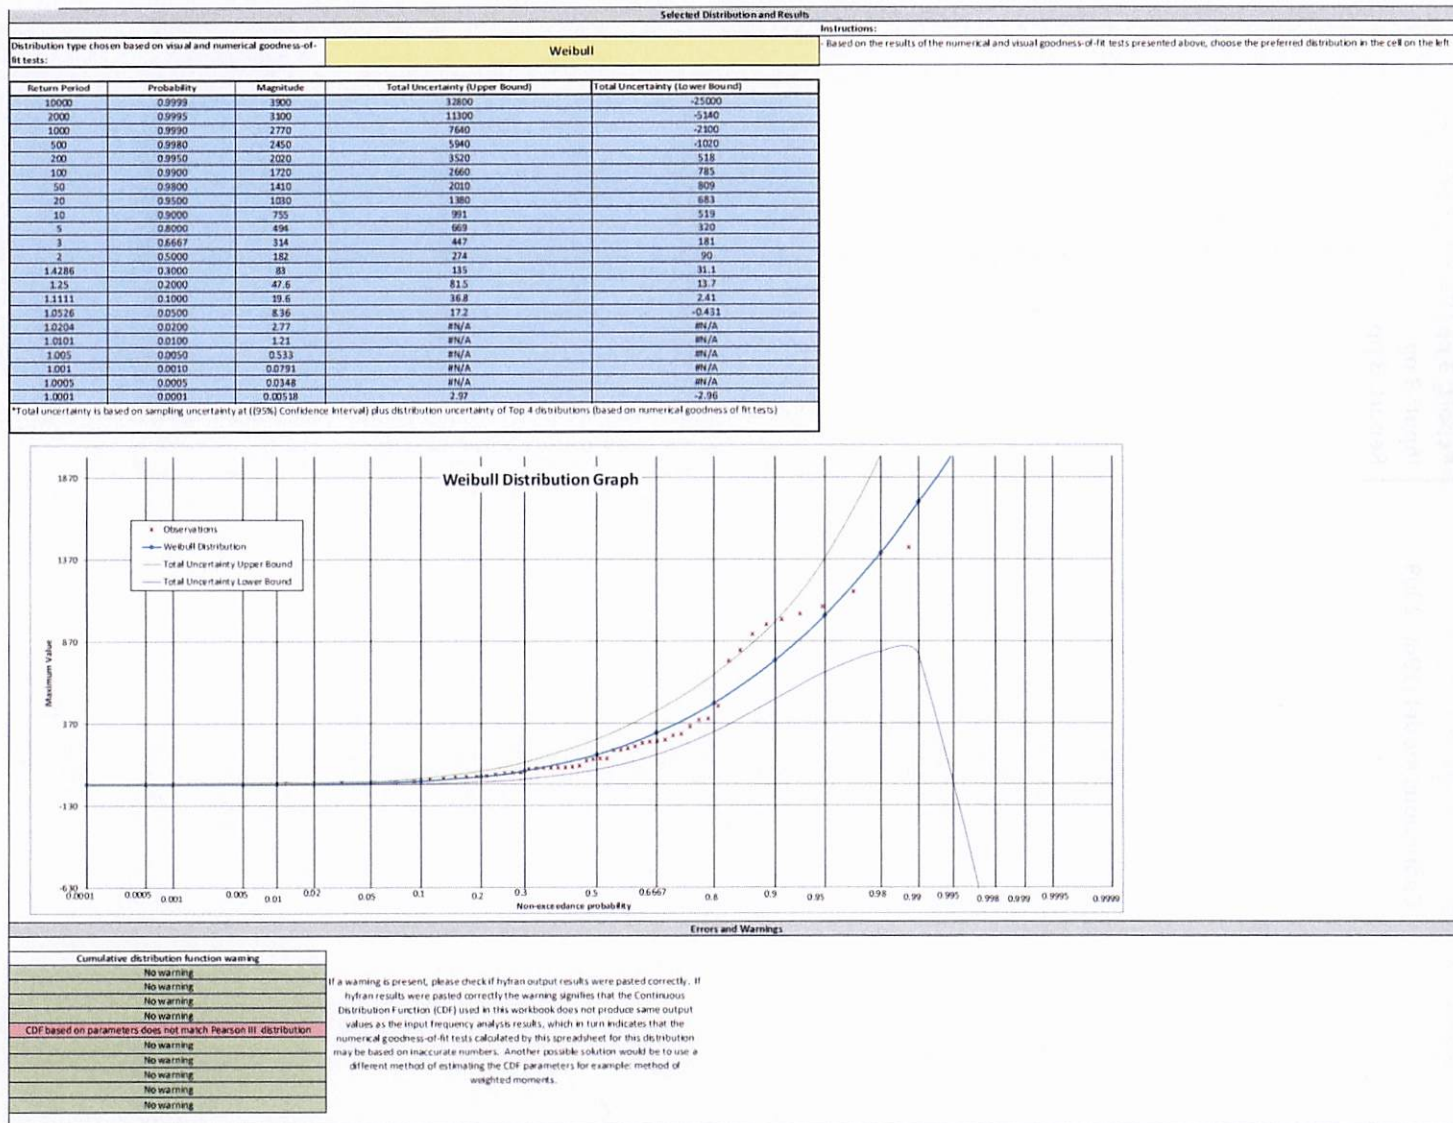 Selected Distribution and Results
Instructions:
Distribution type chosen based on visual and numerical goodness-of-
fit tests:
Weibull
- Based on the results of the numerical and visual goodness-of-fit tests presented above, choose the preferred distribution in the cell on the left
Return Period Probability Magnitude Total Uncertainty (Upper Bound) Total Uncertainty (Lower Bound)
10000 0.9999 3900 32800 -25000
2000 0.9995 3100 11300 -5140
1000 0.9990 2770 7640 -2100
500 0.9980 2450 5940 -1020
200 0.9950 2020 3520 518
100 0.9900 1720 2660 785
50 0.9800 1410 2010 809
20 0.9500 1030 1380 683
10 0.9000 755 991 519
5 0.8000 494 669 320
3 0.6667 314 447 181
2 0.5000 182 274 90
1.4286 0.3000 83 135 31.1
1.25 0.2000 47.6 81.5 13.7
1.1111 0.1000 19.6 36.8 2.41
1.0526 0.0500 8.36 17.2 -0.431
1.0204 0.0200 2.77 #N/A #N/A
1.0101 0.0100 1.21 #N/A #N/A
1.005 0.0050 0.533 #N/A #N/A
1.001 0.0010 0.0791 #N/A #N/A
1.0005 0.0005 0.0348 #N/A #N/A
1.0001 0.0001 0.00518 2.97 -2.96
*Total uncertainty is based on sampling uncertainty at ((95%) Confidence Interval) plus distribution uncertainty of Top 4 distributions (based on numerical goodness of fit tests)
Weibull Distribution Graph
1870
1370
870
370
-130
-630
Maximum Value
Observations
Weibull Distribution
Total Uncertainty Upper Bound
Total Uncertainty Lower Bound
0.0001 0.0005 0.001 0.005 0.01 0.02 0.05 0.1 0.2 0.3 0.5 0.6667 0.8 0.9 0.95 0.98 0.99 0.995 0.998 0.999 0.9995 0.9999
Non-exceedance probability
Errors and Warnings
Cumulative distribution function warning
No warning
No warning
No warning
No warning
CDF based on parameters does not match Pearson III distribution
No warning
No warning
No warning
No warning
No warning
If a warning is present, please check if hyfran output results were pasted correctly. If
hyfran results were pasted correctly the warning signifies that the Continuous
Distribution Function (CDF) used in this workbook does not produce same output
values as the input frequency analysis results, which in turn indicates that the
numerical goodness-of-fit tests calculated by this spreadsheet for this distribution
may be based on inaccurate numbers. Another possible solution would be to use a
different method of estimating the CDF parameters for example: method of
weighted moments.